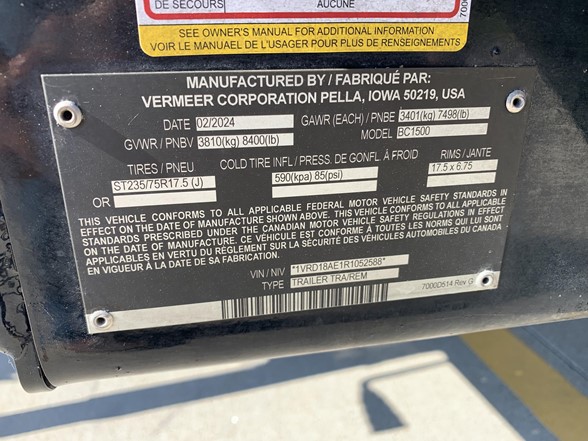 DE SECOURS AUCUNE
SEE OWNER'S MANUAL FOR ADDITIONAL INFORMATION
VOIR LE MANUAEL DE L'USAGER POUR PLUS DE RENSEIGNEMENTS
MANUFACTURED BY / FABRIQUÉ PAR:
VERMEER CORPORATION PELLA, IOWA 50219, USA
DATE 02/2024 GAWR (EACH) / PNBE 3401(kg) 7498(lb)
GVWR / PNBV 3810(kg) 8400(lb) MODEL BC1500
TIRES / PNEU COLD TIRE INFL / PRESS. DE GONFL. À FROID RIMS / JANTE
ST235/75R17.5 (J) 590(kpa) 85(psi) 17.5 x 6.75
OR
THIS VEHICLE CONFORMS TO ALL APPLICABLE FEDERAL MOTOR VEHICLE SAFETY STANDARDS IN
EFFECT ON THE DATE OF MANUFACTURE SHOWN ABOVE. THIS VEHICLE CONFORMS TO ALL APPLICABLE
STANDARDS PRESCRIBED UNDER THE CANADIAN MOTOR VEHICLE SAFETY REGULATIONS IN EFFECT
ON THE DATE OF MANUFACTURE. CE VÉHICULE EST CONFORME À TOUTES LES NORMES QUI LUI SONT
APPLICABLES EN VERTU DU RÈGLEMENT SUR LA SÉCURITÉ DES VÉHICULES AUTOMOBILES DU CANADA
EN VIGUEUR À LA DATE DE SA FABRICATION.
VIN / NIV *1VRD18AE1R1052588*
TYPE TRAILER TRA/REM
7000D514 Rev G